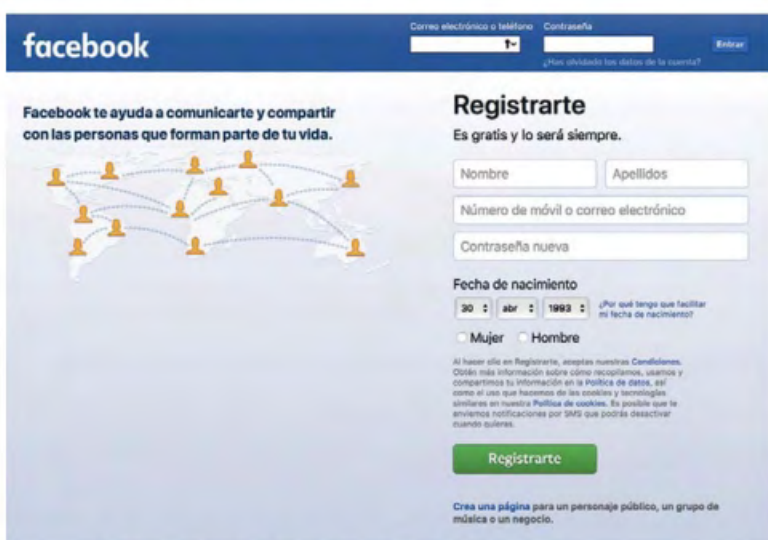 facebook
Correo electrónico o teléfono
Contraseña
Entrar
¿Has olvidado los datos de la cuenta?
Facebook te ayuda a comunicarte y compartir
con las personas que forman parte de tu vida.
Registrarte
Es gratis y lo será siempre.
Nombre
Apellidos
Número de móvil o correo electrónico
Contraseña nueva
Fecha de nacimiento
30 abr 1993
¿Por qué tengo que facilitar
mi fecha de nacimiento?
Mujer Hombre
Al hacer clic en Registrarte, aceptas nuestras Condiciones.
Obtén más información sobre cómo recopilamos, usamos y
compartimos tu información en la Política de datos, así
como el uso que hacemos de las cookies y tecnologías
similares en nuestra Política de cookies. Es posible que te
enviemos notificaciones por SMS que podrás desactivar
cuando quieras.
Registrarte
Crea una página para un personaje público, un grupo de
música o un negocio.